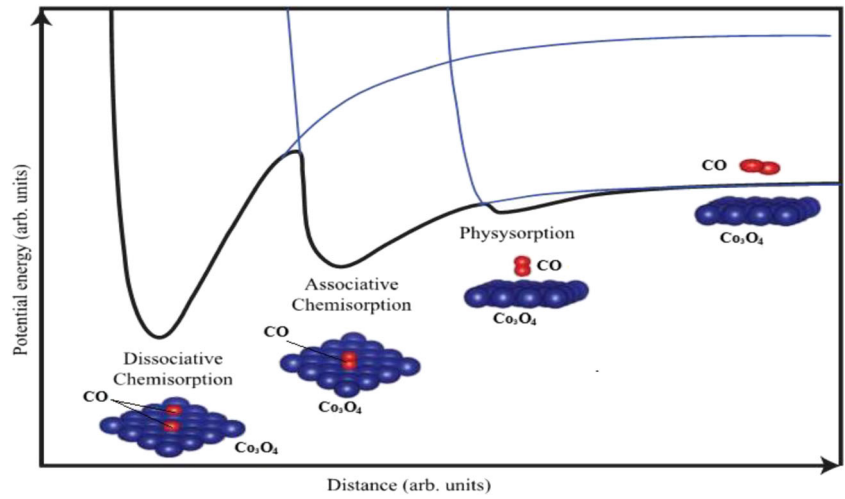 Potential energy (arb. units)
CO
Co₃O₄
Physysorption
CO
Co₃O₄
Associative
Chemisorption
CO
Co₃O₄
Dissociative
Chemisorption
CO
Co₃O₄
Distance (arb. units)